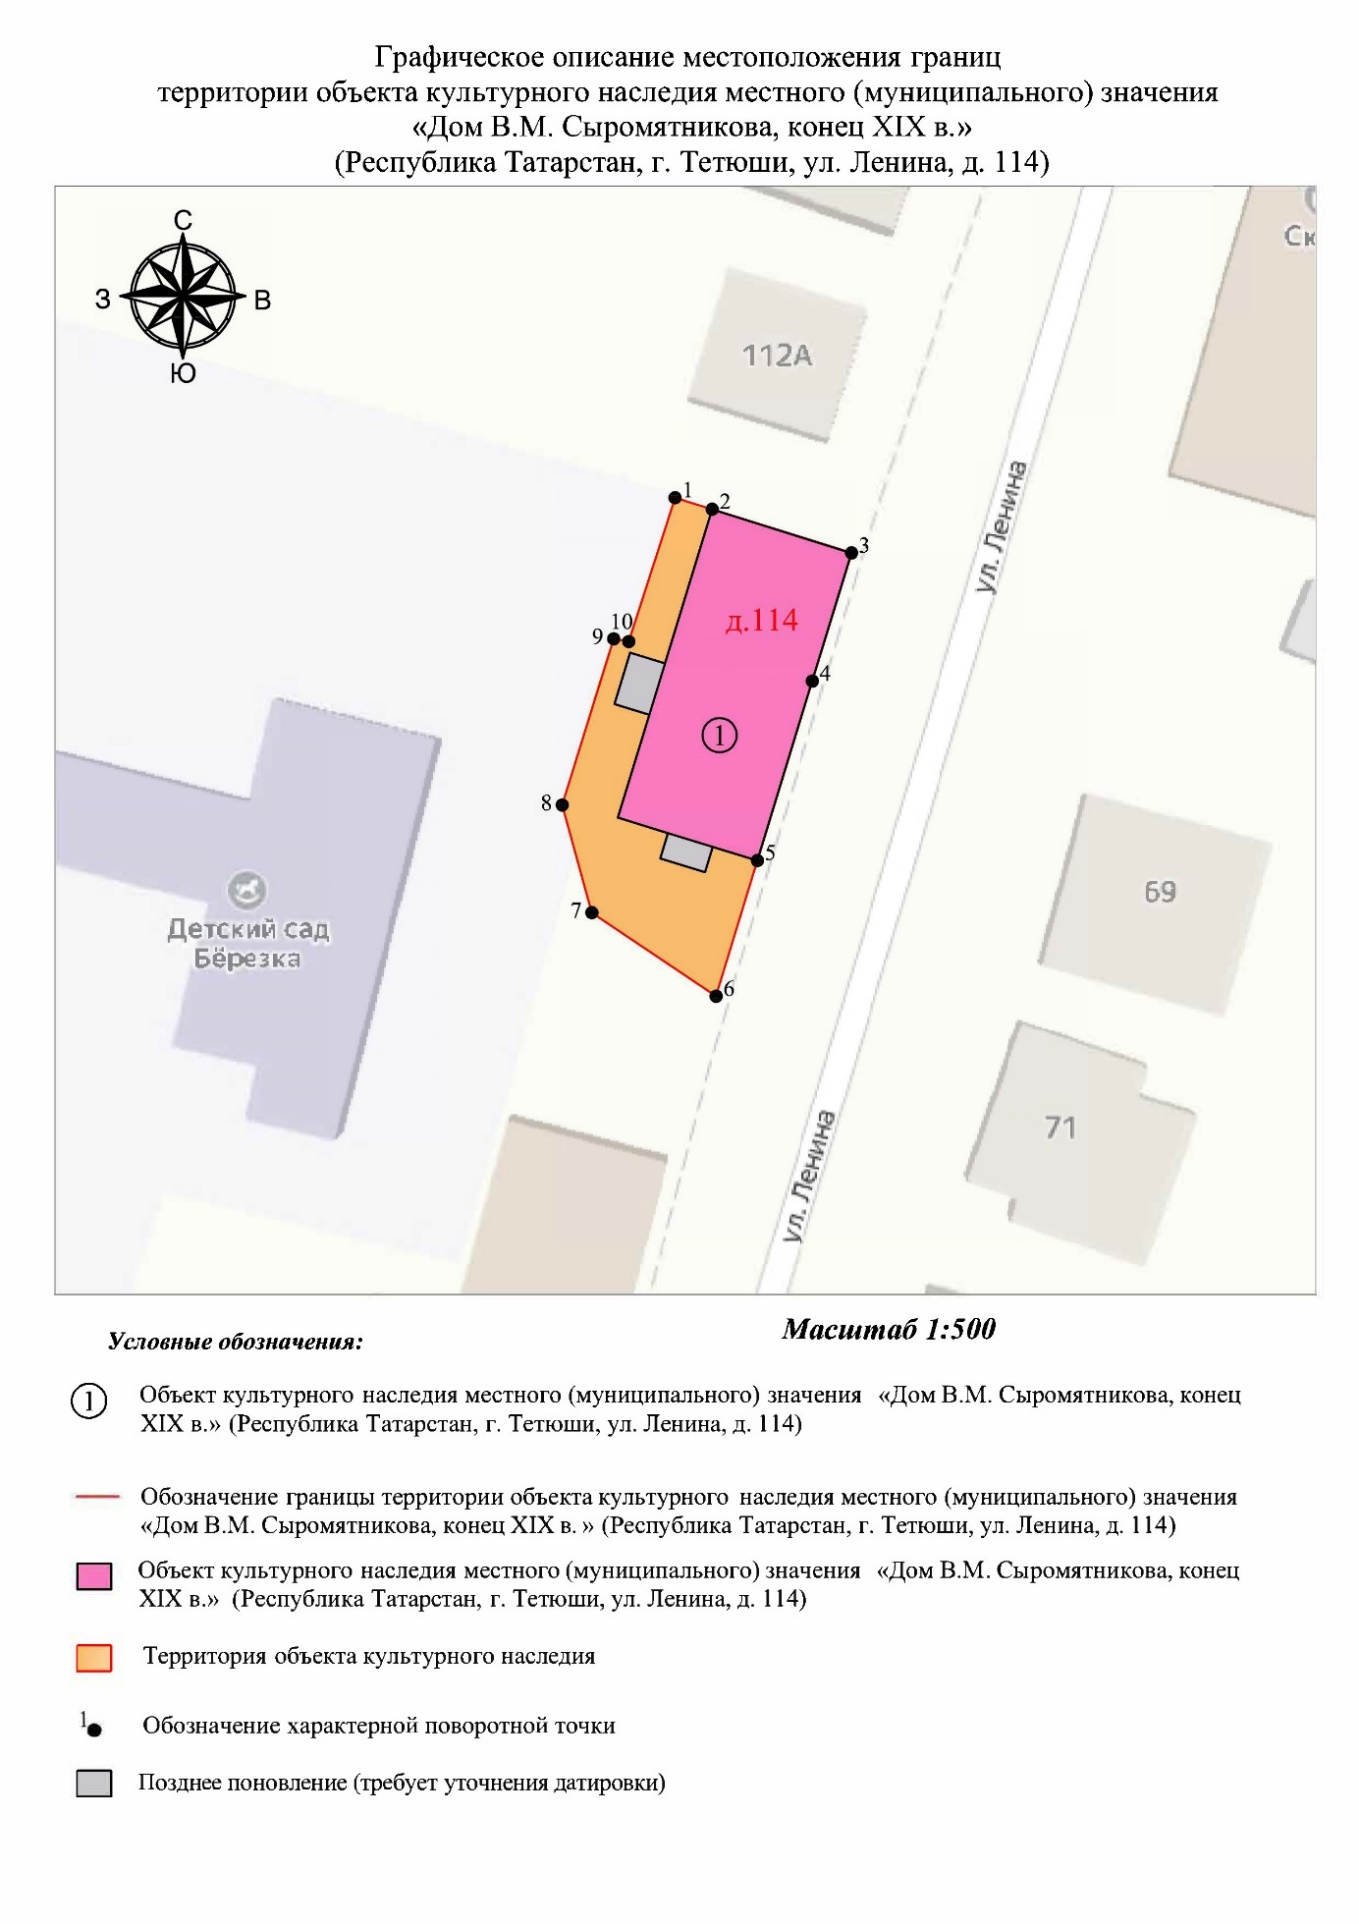 Графическое описание местоположения границ
территории объекта культурного наследия местного (муниципального) значения
«Дом В.М. Сыромятникова, конец XIX в.»
(Республика Татарстан, г. Тетюши, ул. Ленина, д. 114)
С
Ск
З
В
Ю
112А
1
2
3
ул. Ленина
д.114
10
9
4
1
8
5
69
7
Детский сад
Бёрезка
6
71
ул. Ленина
Масштаб 1:500
Условные обозначения:
1
Объект культурного наследия местного (муниципального) значения «Дом В.М. Сыромятникова, конец
XIX в.» (Республика Татарстан, г. Тетюши, ул. Ленина, д. 114)
Обозначение границы территории объекта культурного наследия местного (муниципального) значения
«Дом В.М. Сыромятникова, конец XIX в. » (Республика Татарстан, г. Тетюши, ул. Ленина, д. 114)
Объект культурного наследия местного (муниципального) значения «Дом В.М. Сыромятникова, конец
XIX в.» (Республика Татарстан, г. Тетюши, ул. Ленина, д. 114)
Территория объекта культурного наследия
1
Обозначение характерной поворотной точки
Позднее поновление (требует уточнения датировки)